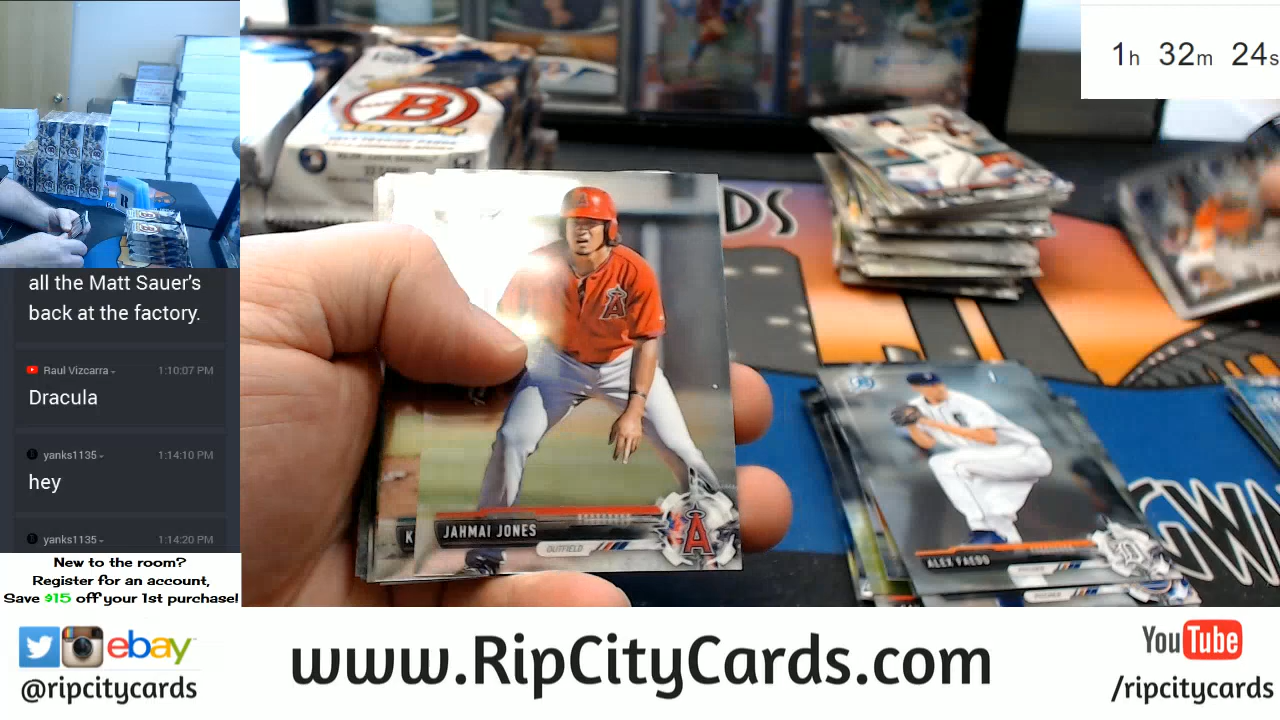 1h 32m 24s
B
DS
all the Matt Sauer's
back at the factory.
Raul Vizcarra
1:10:07 PM
Dracula
yanks1135
1:14:10 PM
hey
yanks1135
1:14:20 PM
A
A
JAHMAI JONES
OUTFIELD
A
K
ALEX FAEDO
D
New to the room?
Register for an account,
Save $15 off your 1st purchase!
ebay
@ripcitycards
www.RipCityCards.com
YouTube
/ripcitycards